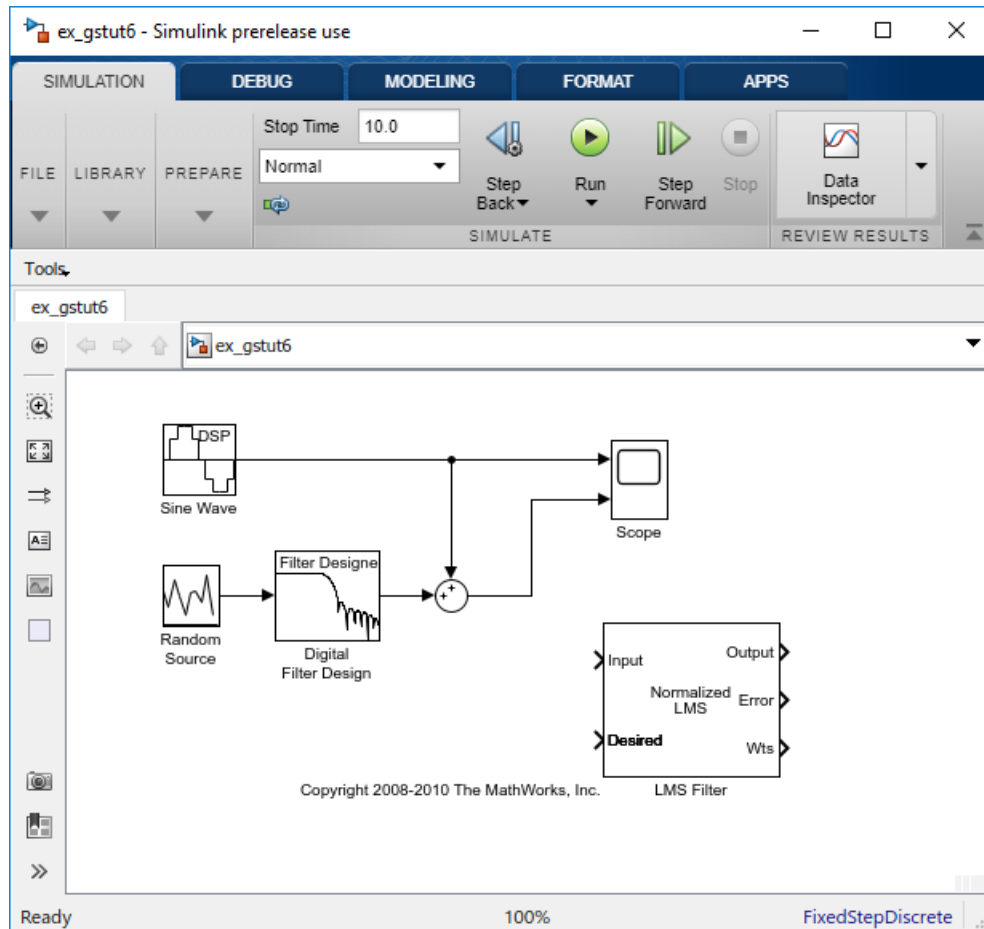 ex_gstut6 - Simulink prerelease use
SIMULATION DEBUG MODELING FORMAT APPS
Stop Time 10.0
Normal
FILE LIBRARY PREPARE
Step Back
Run
Step Forward
Stop
Data Inspector
SIMULATE REVIEW RESULTS
Tools
ex_gstut6
ex_gstut6
DSP
Sine Wave
Scope
Filter Designe
Random Source
Digital Filter Design
Input
Output
Normalized LMS
Error
Desired
Wts
Copyright 2008-2010 The MathWorks, Inc.
LMS Filter
Ready 100% FixedStepDiscrete